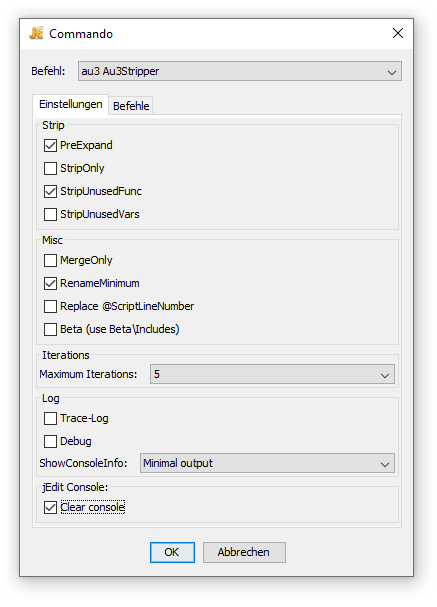 Commando
Befehl: au3 Au3Stripper
Einstellungen Befehle
Strip
PreExpand
StripOnly
StripUnusedFunc
StripUnusedVars
Misc
MergeOnly
RenameMinimum
Replace @ScriptLineNumber
Beta (use Beta\Includes)
Iterations
Maximum Iterations: 5
Log
Trace-Log
Debug
ShowConsoleInfo: Minimal output
jEdit Console:
Clear console
OK Abbrechen